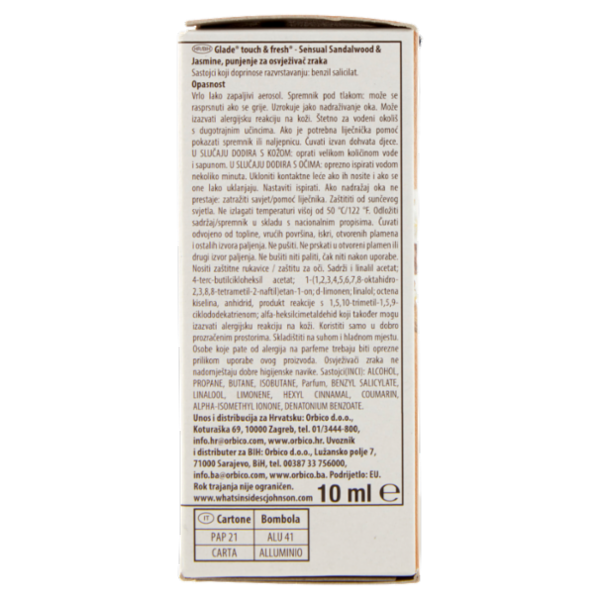 HR/BIH Glade® touch & fresh® - Sensual Sandalwood &
Jasmine, punjenje za osvježivač zraka
Sastojci koji doprinose razvrstavanju: benzil salicilat.
Opasnost
Vrlo lako zapaljivi aerosol. Spremnik pod tlakom: može se
rasprsnuti ako se grije. Uzrokuje jako nadraživanje oka. Može
izazvati alergijsku reakciju na koži. Štetno za vodeni okoliš
s dugotrajnim učincima. Ako je potrebna liječnička pomoć
pokazati spremnik ili naljepnicu. Čuvati izvan dohvata djece.
U SLUČAJU DODIRA S KOŽOM: oprati velikom količinom vode
i sapunom. U SLUČAJU DODIRA S OČIMA: oprezno ispirati vodom
nekoliko minuta. Ukloniti kontaktne leće ako ih nosite i ako se
one lako uklanjaju. Nastaviti ispirati. Ako nadražaj oka ne
prestaje: zatražiti savjet/pomoć liječnika. Zaštititi od sunčevog
svjetla. Ne izlagati temperaturi višoj od 50 °C/122 °F. Odložiti
sadržaj/spremnik u skladu s nacionalnim propisima. Čuvati
odvojeno od topline, vrućih površina, iskri, otvorenih plamena
i ostalih izvora paljenja. Ne pušiti. Ne prskati u otvoreni plamen ili
drugi izvor paljenja. Ne bušiti niti paliti, čak niti nakon uporabe.
Nositi zaštitne rukavice / zaštitu za oči. Sadrži i linalil acetat;
4-terc-butilcikloheksil acetat; 1-(1,2,3,4,5,6,7,8-oktahidro-
2,3,8,8-tetrametil-2-naftil)etan-1-on; d-limonen; linalol; octena
kiselina, anhidrid, produkt reakcije s 1,5,10-trimetil-1,5,9-
ciklododekatrienom; alfa-heksilcimetaldehid koji također mogu
izazvati alergijsku reakciju na koži. Koristiti samo u dobro
prozračnim prostorima. Skladištiti na suhom i hladnom mjestu.
Osobe koje pate od alergija na parfeme trebaju biti oprezne
prilikom uporabe ovog proizvoda. Osvježivači zraka ne
nadomještaju dobre higijenske navike. Sastojci(INCI): ALCOHOL,
PROPANE, BUTANE, ISOBUTANE, Parfum, BENZYL SALICYLATE,
LINALOOL, LIMONENE, HEXYL CINNAMAL, COUMARIN,
ALPHA-ISOMETHYL IONONE, DENATONIUM BENZOATE.
Unos i distribucija za Hrvatsku: Orbico d.o.o.,
Koturaška 69, 10000 Zagreb, tel. 01/3444-800,
info.hr@orbico.com, www.orbico.hr. Uvoznik
i distributer za BIH: Orbico d.o.o., Lužansko polje 7,
71000 Sarajevo, BiH, tel. 00387 33 756000,
info.ba@orbico.com, www.orbico.ba. Podrijetlo: EU.
Rok trajanja nije ograničen.
www.whatsinsidescjohnson.com 10 ml ℮
IT Cartone Bombola
PAP 21 ALU 41
CARTA ALLUMINIO